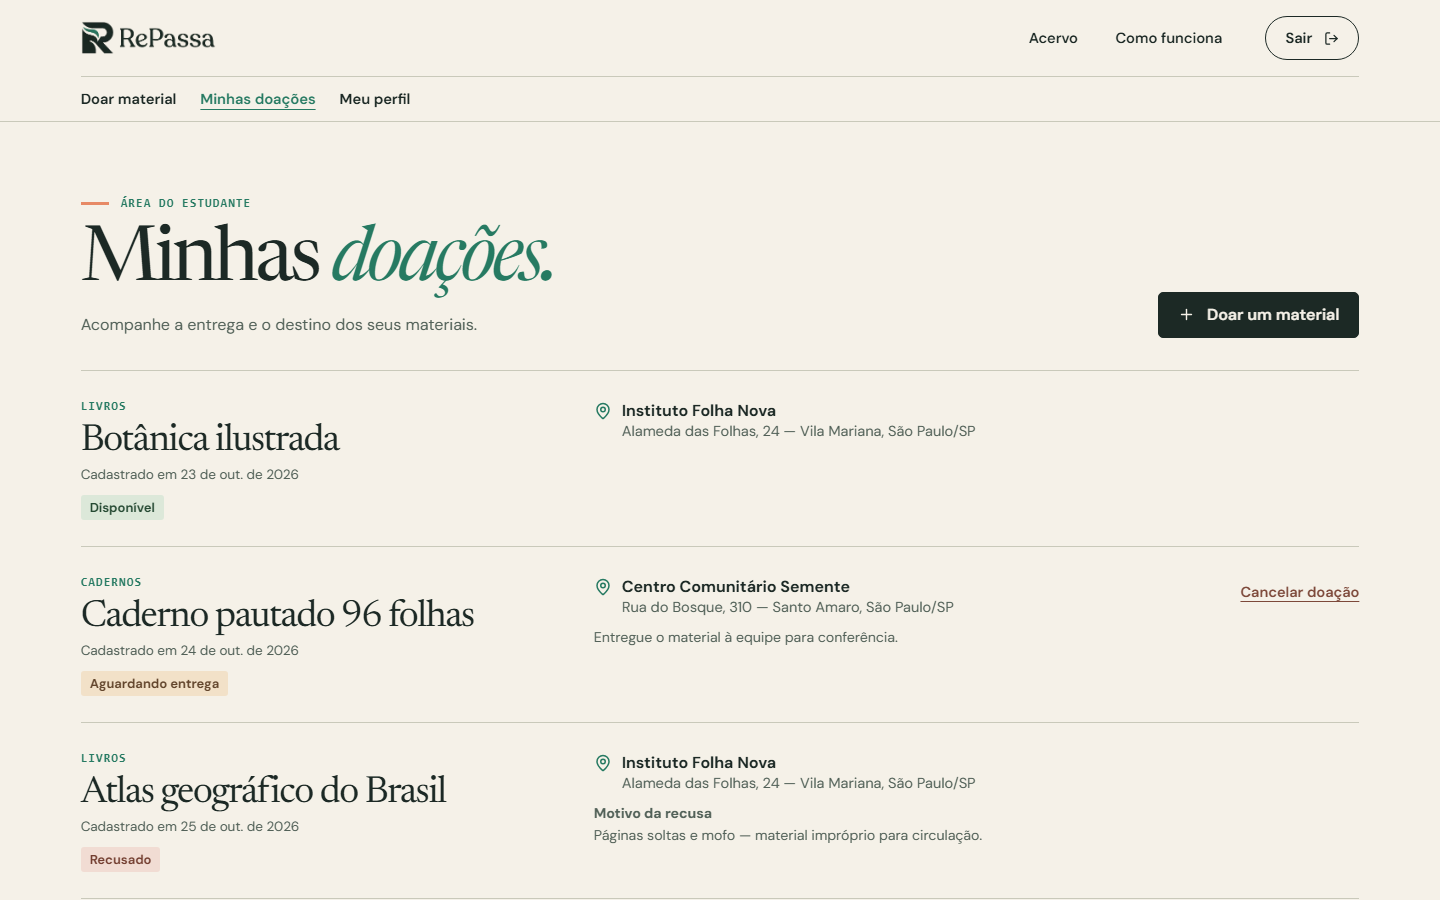 RePassa
Acervo
Como funciona
Sair
Doar material
Minhas doações
Meu perfil
ÁREA DO ESTUDANTE
Minhas doações.
Acompanhe a entrega e o destino dos seus materiais.
Doar um material
LIVROS
Botânica ilustrada
Cadastrado em 23 de out. de 2026
Disponível
Instituto Folha Nova
Alameda das Folhas, 24 — Vila Mariana, São Paulo/SP
CADERNOS
Caderno pautado 96 folhas
Cadastrado em 24 de out. de 2026
Aguardando entrega
Centro Comunitário Semente
Rua do Bosque, 310 — Santo Amaro, São Paulo/SP
Entregue o material à equipe para conferência.
Cancelar doação
LIVROS
Atlas geográfico do Brasil
Cadastrado em 25 de out. de 2026
Recusado
Instituto Folha Nova
Alameda das Folhas, 24 — Vila Mariana, São Paulo/SP
Motivo da recusa
Páginas soltas e mofo — material impróprio para circulação.